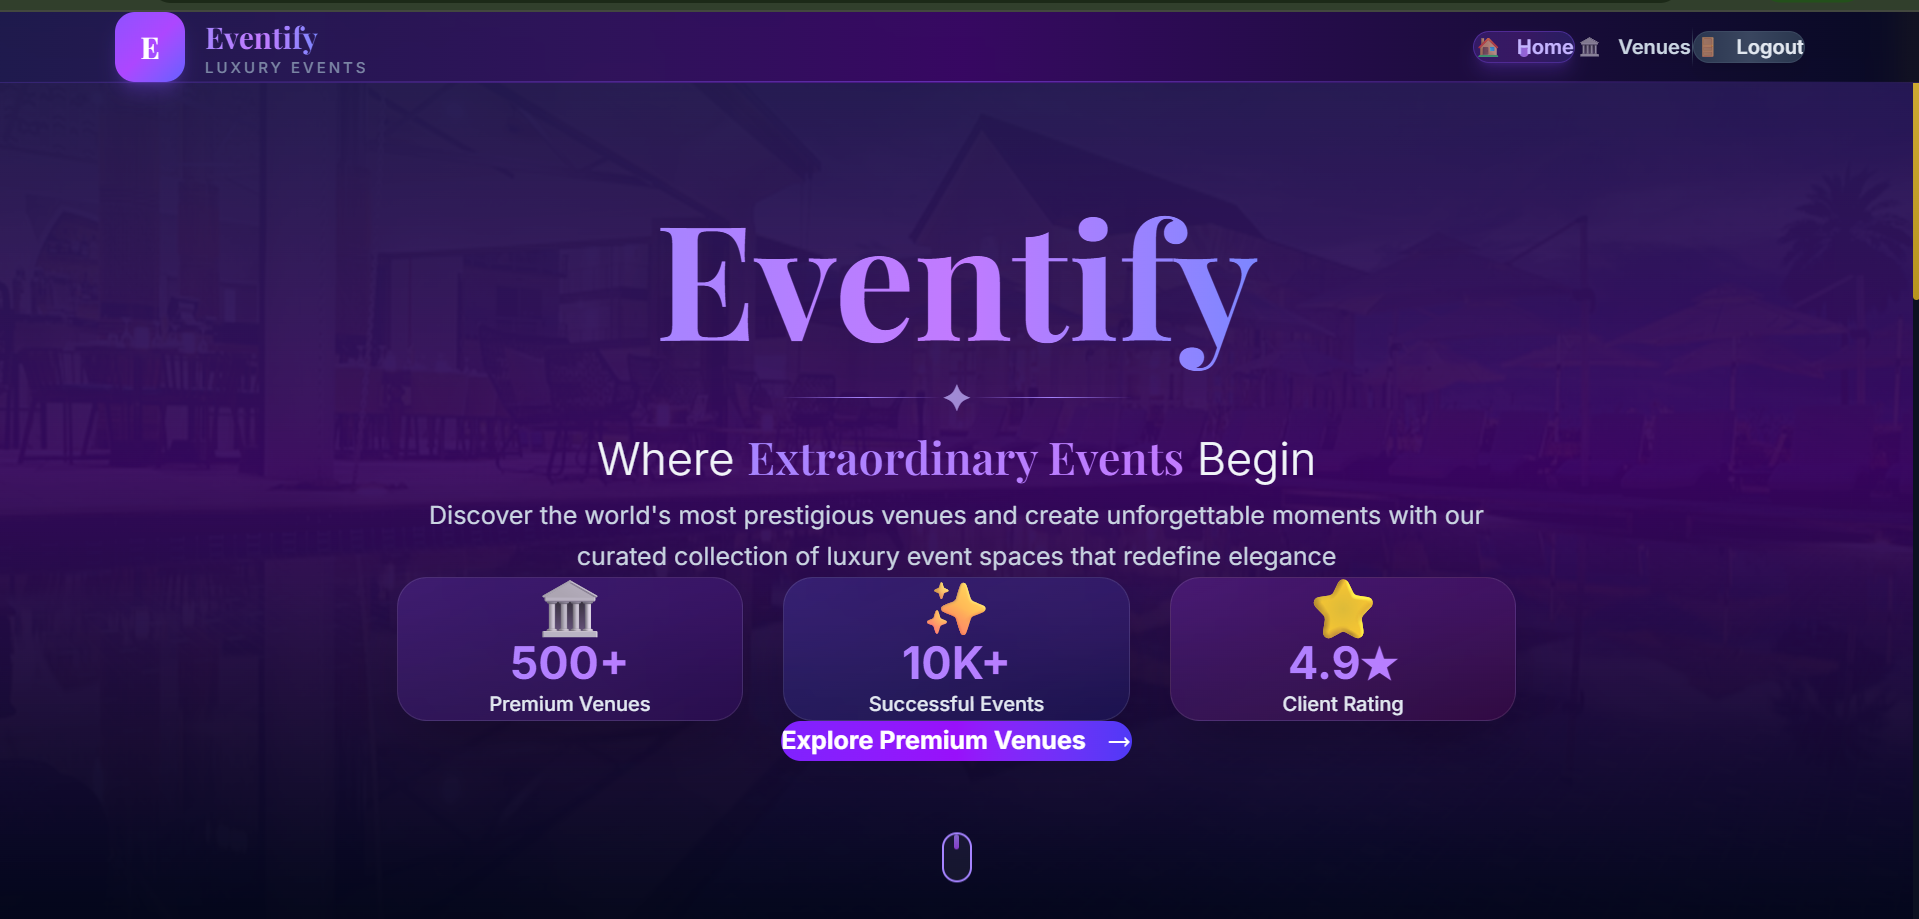 E
Eventify
LUXURY EVENTS
Home
Venues
Logout
Eventify
Where Extraordinary Events Begin
Discover the world's most prestigious venues and create unforgettable moments with our
curated collection of luxury event spaces that redefine elegance
500+
Premium Venues
10K+
Successful Events
4.9★
Client Rating
Explore Premium Venues →